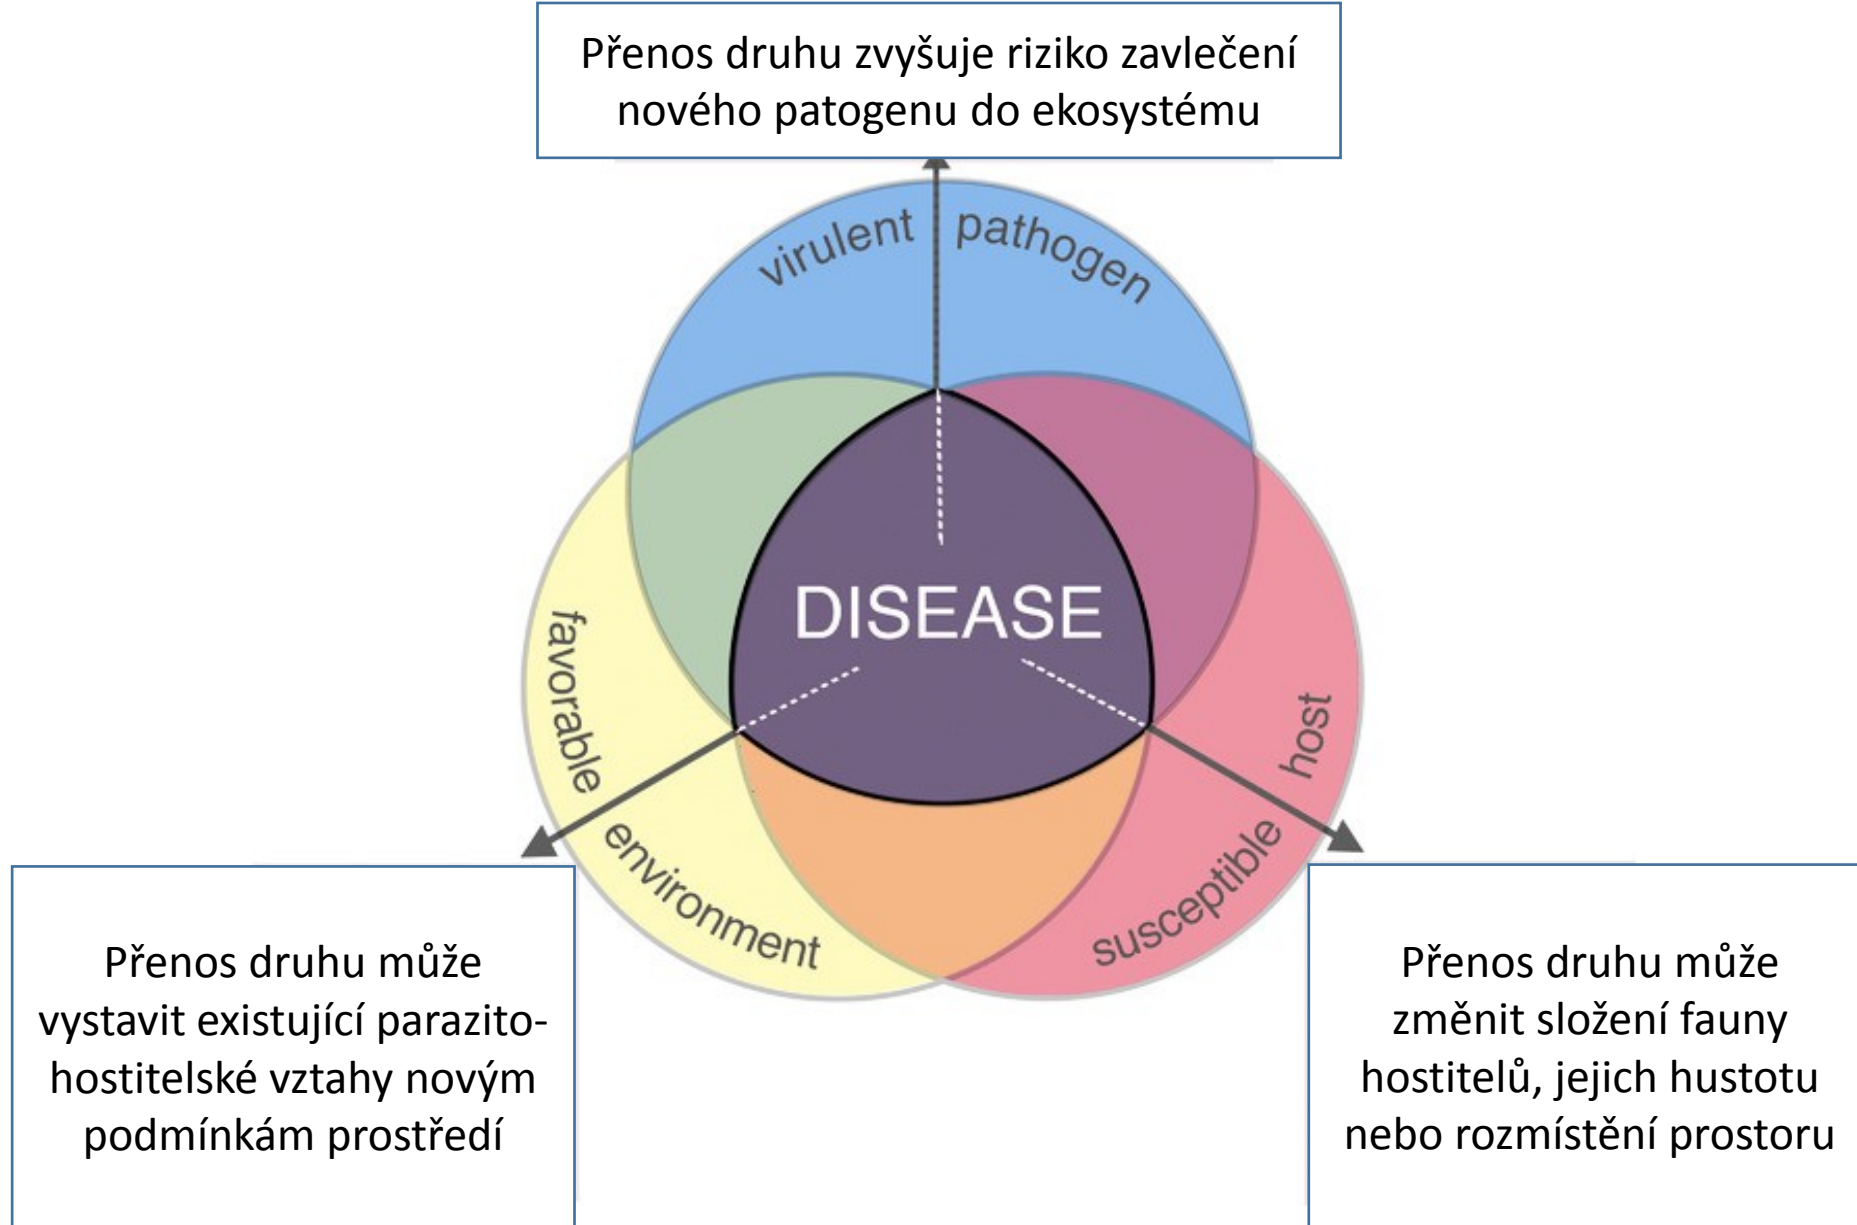 Přenos druhu zvyšuje riziko zavlečení
nového patogenu do ekosystému
virulent pathogen
DISEASE
favorable environment
susceptible host
Přenos druhu může
vystavit existující parazito-
hostitelské vztahy novým
podmínkám prostředí
Přenos druhu může
změnit složení fauny
hostitelů, jejich hustotu
nebo rozmístění prostoru